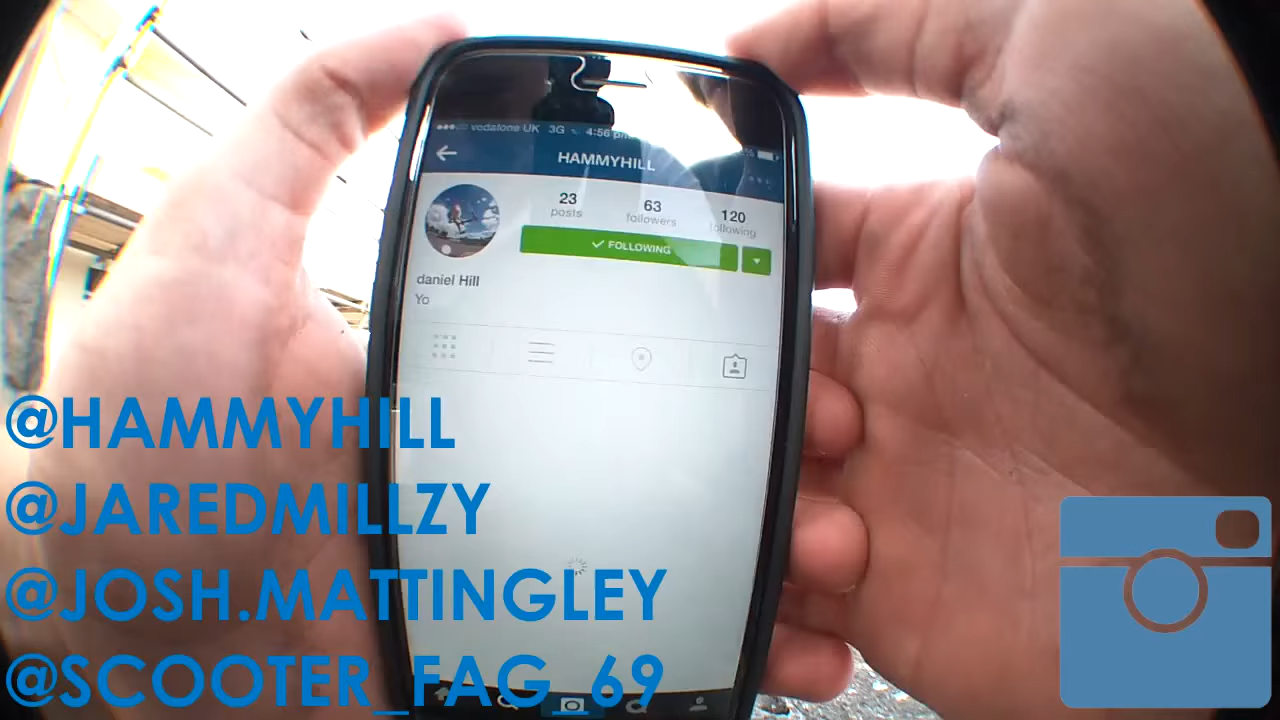 vodafone UK 3G 4:56 pm
HAMMYHILL
23 63 120
posts followers following
FOLLOWING
daniel Hill
Yo
@HAMMYHILL
@JAREDMILLZY
@JOSH.MATTINGLEY
@SCOOTER_FAG_69